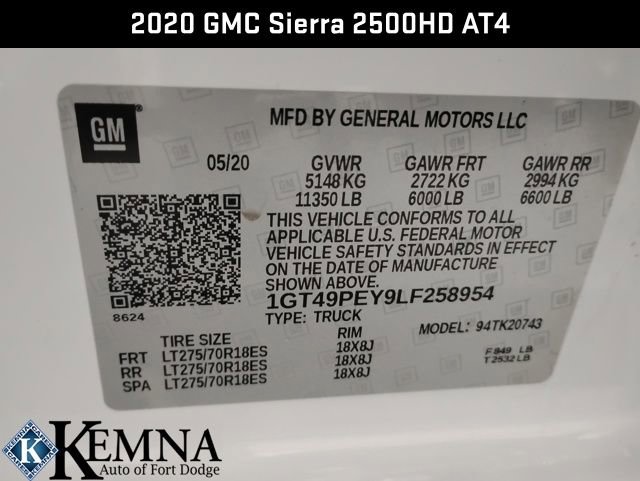 2020 GMC Sierra 2500HD AT4
GM
MFD BY GENERAL MOTORS LLC
05/20 GVWR GAWR FRT GAWR RR
5148 KG 2722 KG 2994 KG
11350 LB 6000 LB 6600 LB
THIS VEHICLE CONFORMS TO ALL
APPLICABLE U.S. FEDERAL MOTOR
VEHICLE SAFETY STANDARDS IN EFFECT
ON THE DATE OF MANUFACTURE
SHOWN ABOVE.
1GT49PEY9LF258954
8624
TYPE: TRUCK MODEL: 94TK20743
TIRE SIZE RIM
FRT LT275/70R18ES 18X8J F 849 LB
RR LT275/70R18ES 18X8J T 2532 LB
SPA LT275/70R18ES 18X8J
KEMNA
Auto of Fort Dodge